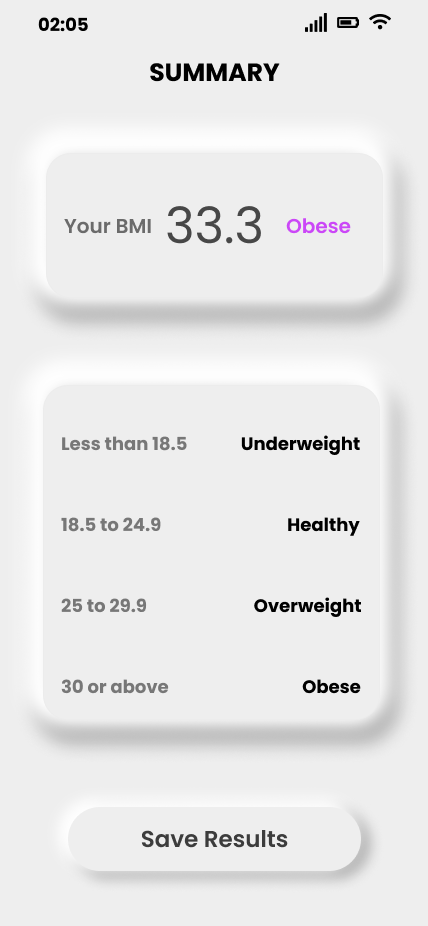 02:05
SUMMARY
Your BMI 33.3 Obese
Less than 18.5 Underweight
18.5 to 24.9 Healthy
25 to 29.9 Overweight
30 or above Obese
Save Results